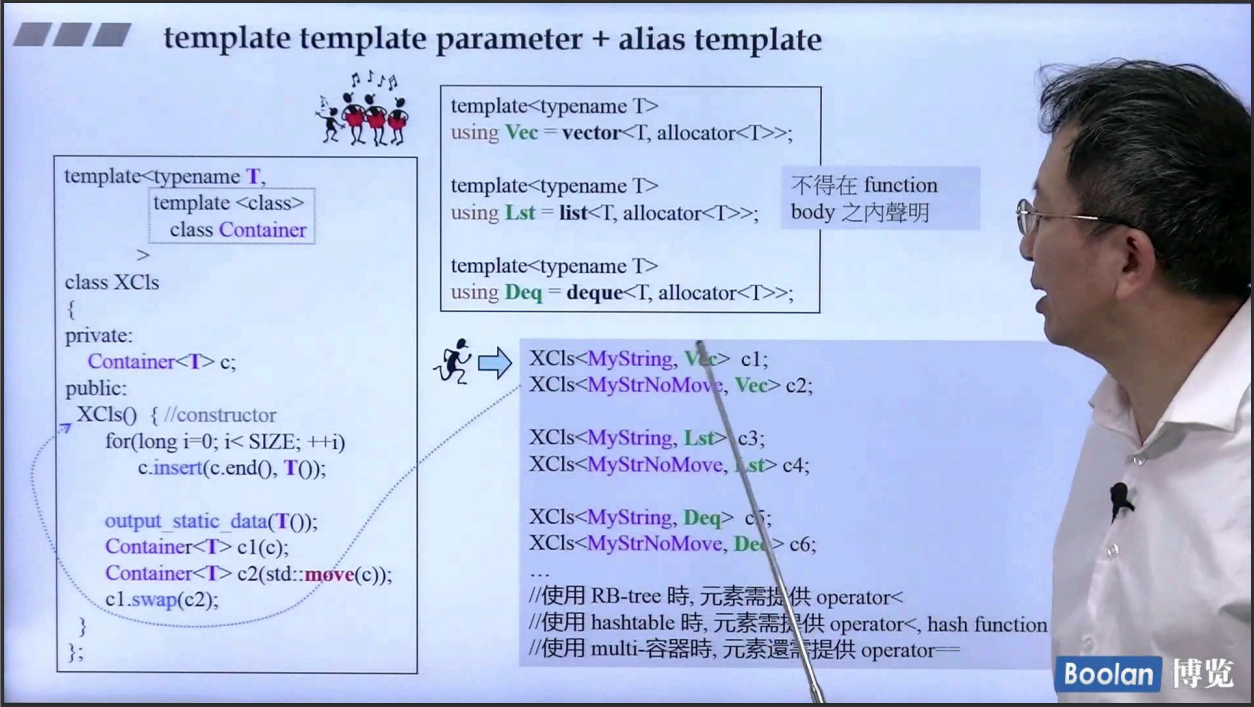 template template parameter + alias template
template<typename T>
using Vec = vector<T, allocator<T>>;
template<typename T>
using Lst = list<T, allocator<T>>;
template<typename T>
using Deq = deque<T, allocator<T>>;
不得在 function
body 之內聲明
template<typename T,
template <class>
class Container
>
class XCls
{
private:
Container<T> c;
public:
XCls() { //constructor
for(long i=0; i< SIZE; ++i)
c.insert(c.end(), T());
output_static_data(T());
Container<T> c1(c);
Container<T> c2(std::move(c));
c1.swap(c2);
}
};
XCls<MyString, Vec> c1;
XCls<MyStrNoMove, Vec> c2;
XCls<MyString, Lst> c3;
XCls<MyStrNoMove, Lst> c4;
XCls<MyString, Deq> c5;
XCls<MyStrNoMove, Deq> c6;
…
//使用 RB-tree 時, 元素需提供 operator<
//使用 hashtable 時, 元素需提供 operator<, hash function
//使用 multi-容器時, 元素還需提供 operator==
Boolan 博览